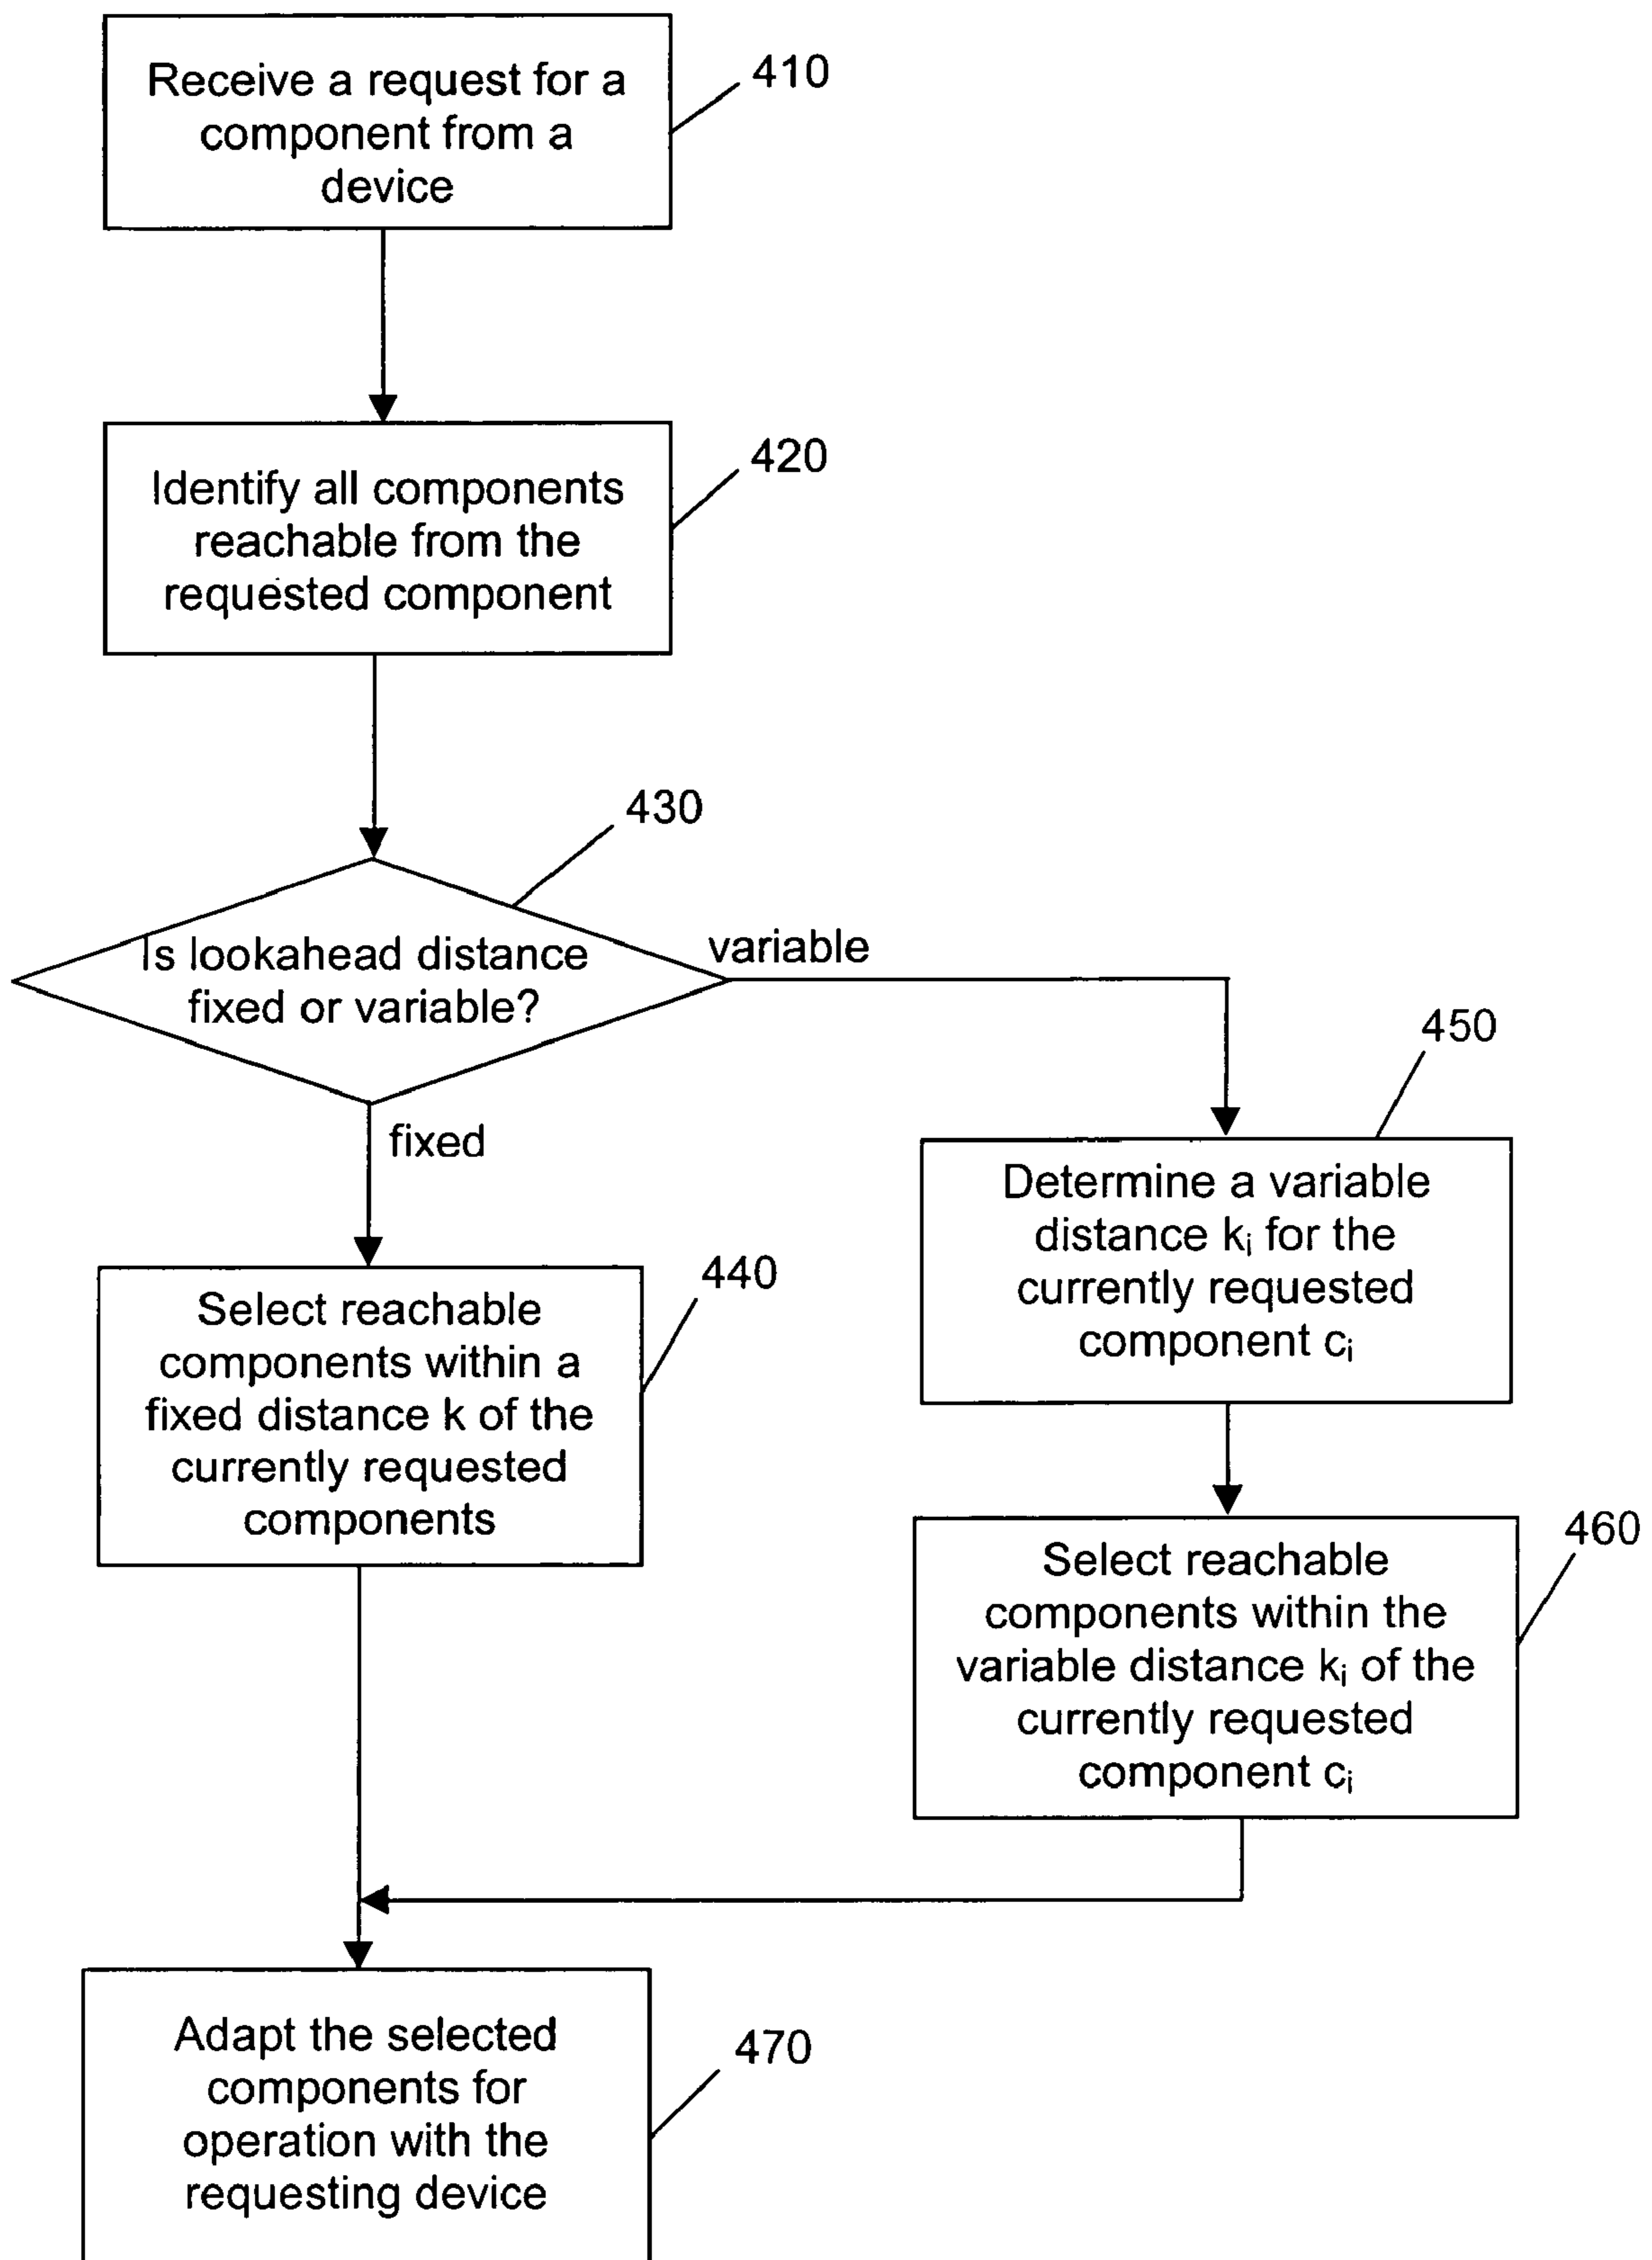 Receive a request for a
component from a
device
410
Identify all components
reachable from the
requested component
420
430
Is lookahead distance
fixed or variable?
variable
fixed
450
Determine a variable
distance kᵢ for the
currently requested
component cᵢ
440
Select reachable
components within a
fixed distance k of the
currently requested
components
460
Select reachable
components within the
variable distance kᵢ of the
currently requested
component cᵢ
Adapt the selected
components for
operation with the
requesting device
470